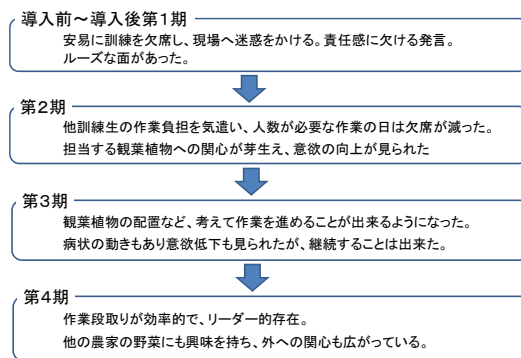 導入前～導入後第1期
安易に訓練を欠席し、現場へ迷惑をかける。責任感に欠ける発言。
ルーズな面があった。
第2期
他訓練生の作業負担を気遣い、人数が必要な作業の日は欠席が減った。
担当する観葉植物への関心が芽生え、意欲の向上が見られた
第3期
観葉植物の配置など、考えて作業を進めることが出来るようになった。
病状の動きもあり意欲低下も見られたが、継続することは出来た。
第4期
作業段取りが効率的で、リーダー的存在。
他の農家の野菜にも興味を持ち、外への関心も広がっている。